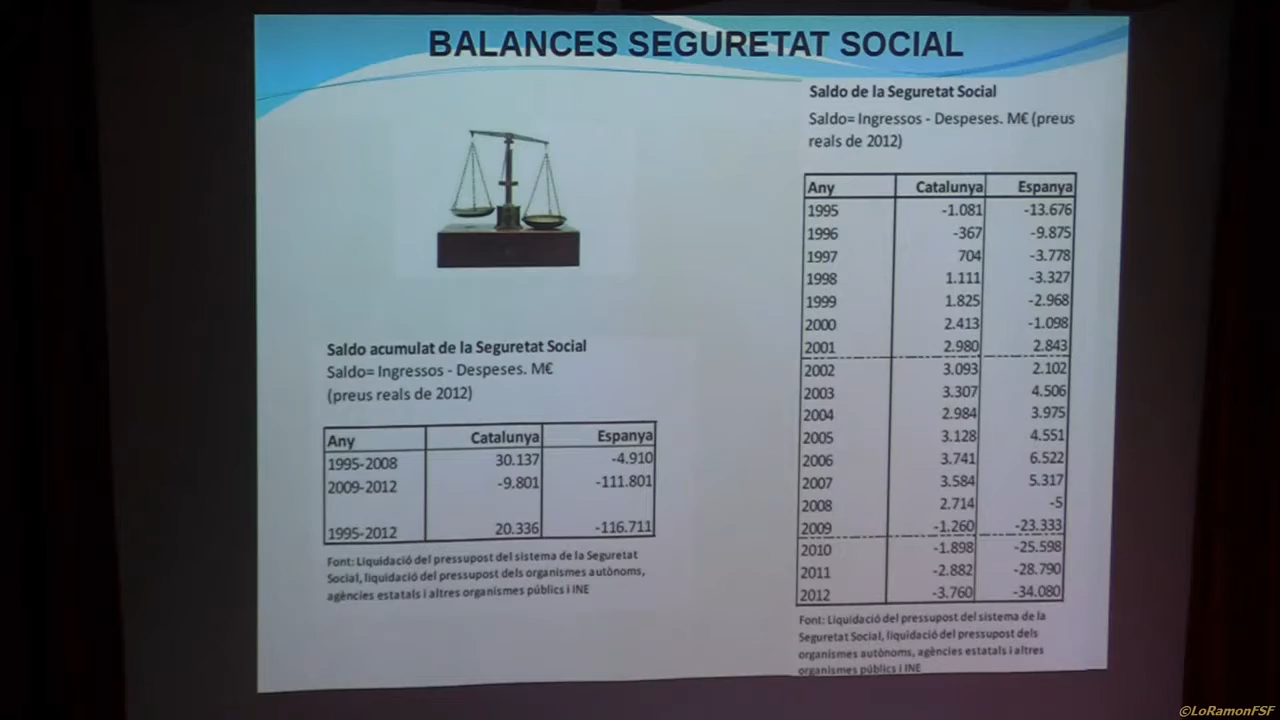 BALANCES SEGURETAT SOCIAL
Saldo acumulat de la Seguretat Social
Saldo= Ingressos - Despeses. M€
(preus reals de 2012)
Any Catalunya Espanya
1995-2008 30.137 -4.910
2009-2012 -9.801 -111.801
1995-2012 20.336 -116.711
Font: Liquidació del pressupost del sistema de la Seguretat
Social, liquidació del pressupost dels organismes autònoms,
agències estatals i altres organismes públics i INE
Saldo de la Seguretat Social
Saldo= Ingressos - Despeses. M€ (preus
reals de 2012)
Any Catalunya Espanya
1995 -1.081 -13.676
1996 -367 -9.875
1997 704 -3.778
1998 1.111 -3.327
1999 1.825 -2.968
2000 2.413 -1.098
2001 2.980 2.843
2002 3.093 2.102
2003 3.307 4.506
2004 2.984 3.975
2005 3.128 4.551
2006 3.741 6.522
2007 3.584 5.317
2008 2.714 -5
2009 -1.260 -23.333
2010 -1.898 -25.598
2011 -2.882 -28.790
2012 -3.760 -34.080
Font: Liquidació del pressupost del sistema de la
Seguretat Social, liquidació del pressupost dels
organismes autònoms, agències estatals i altres
organismes públics i INE
©LoRamonFSF